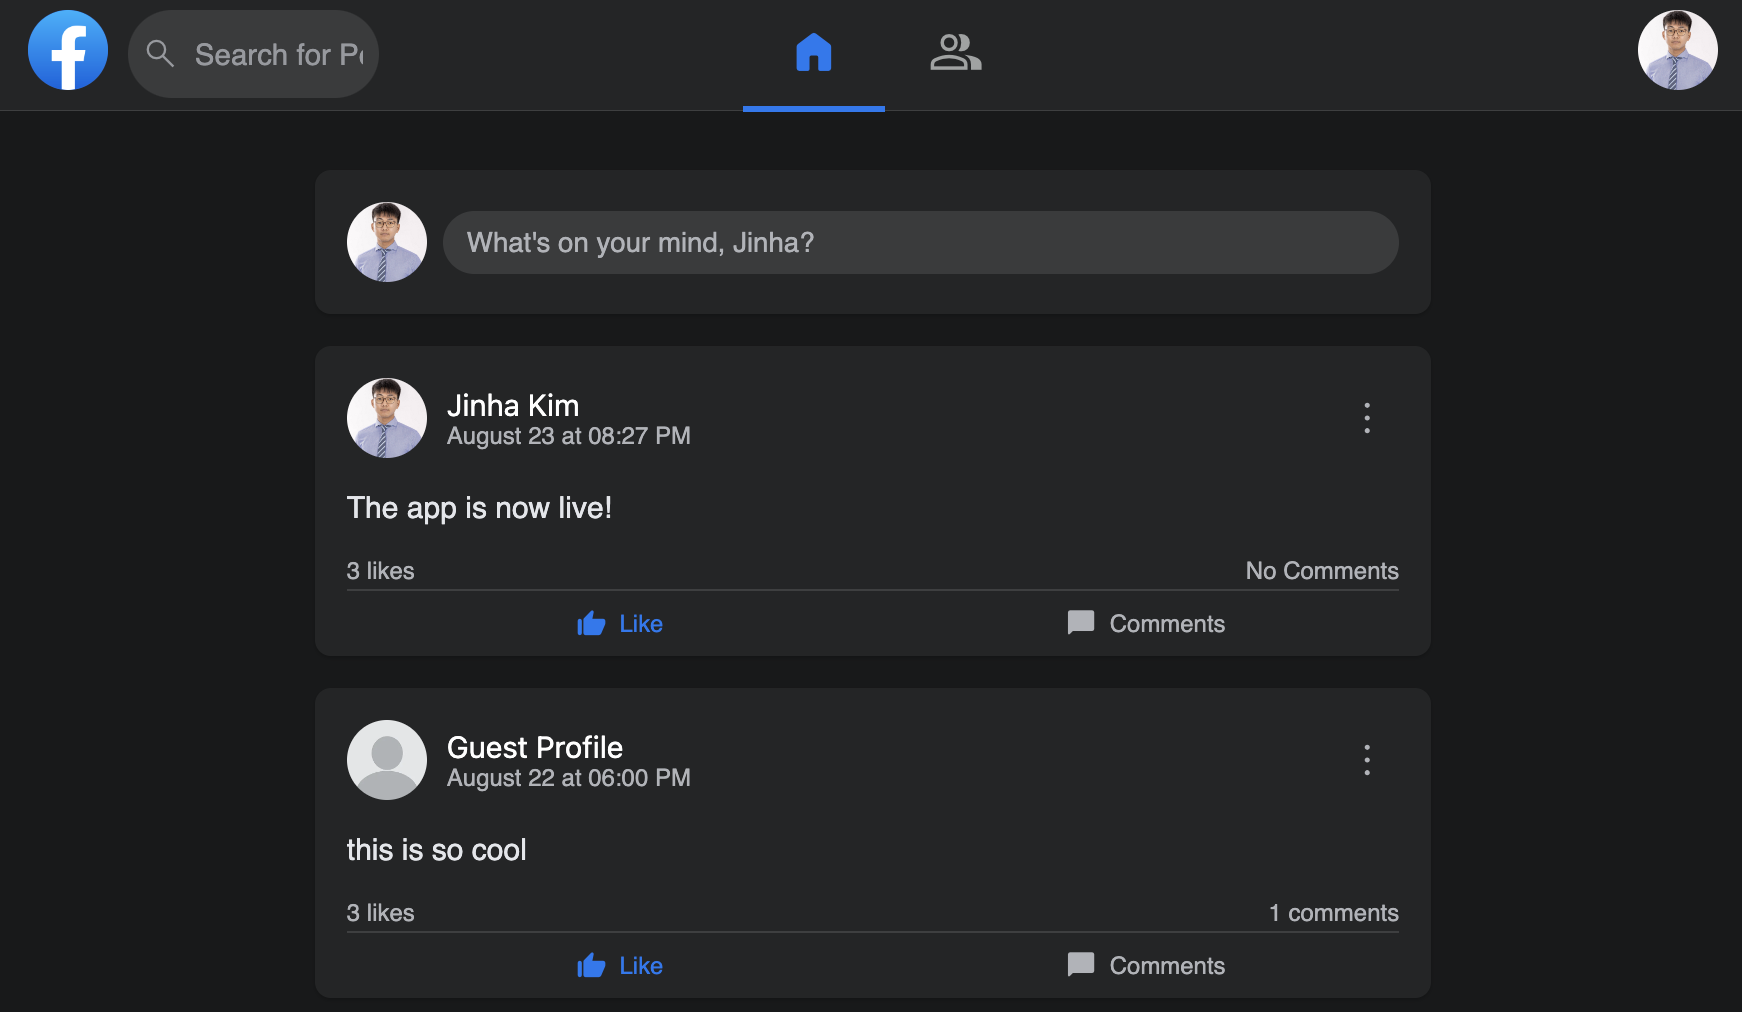 f
Search for P
What's on your mind, Jinha?
Jinha Kim
August 23 at 08:27 PM
The app is now live!
3 likes
No Comments
Like
Comments
Guest Profile
August 22 at 06:00 PM
this is so cool
3 likes
1 comments
Like
Comments